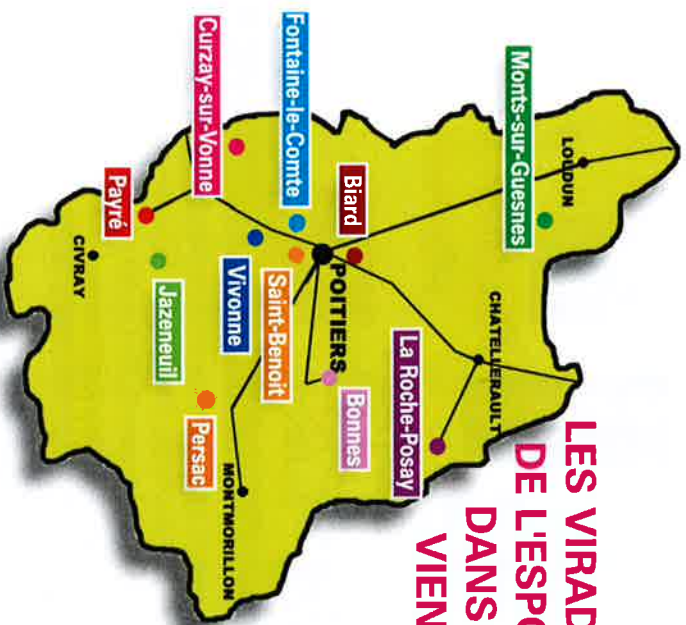 LES VIRAD
DE L'ESPO
DANS
VIEN
LOUDUN
Monts-sur-Guesnes
CHATELLERAULT
La Roche-Posay
Biard
Bonnes
POITIERS
Fontaine-le-Comte
Saint-Benoit
Vivonne
MONTMORILLON
Curzay-sur-Vonne
Persac
Jazeneuil
Payré
CIVRAY